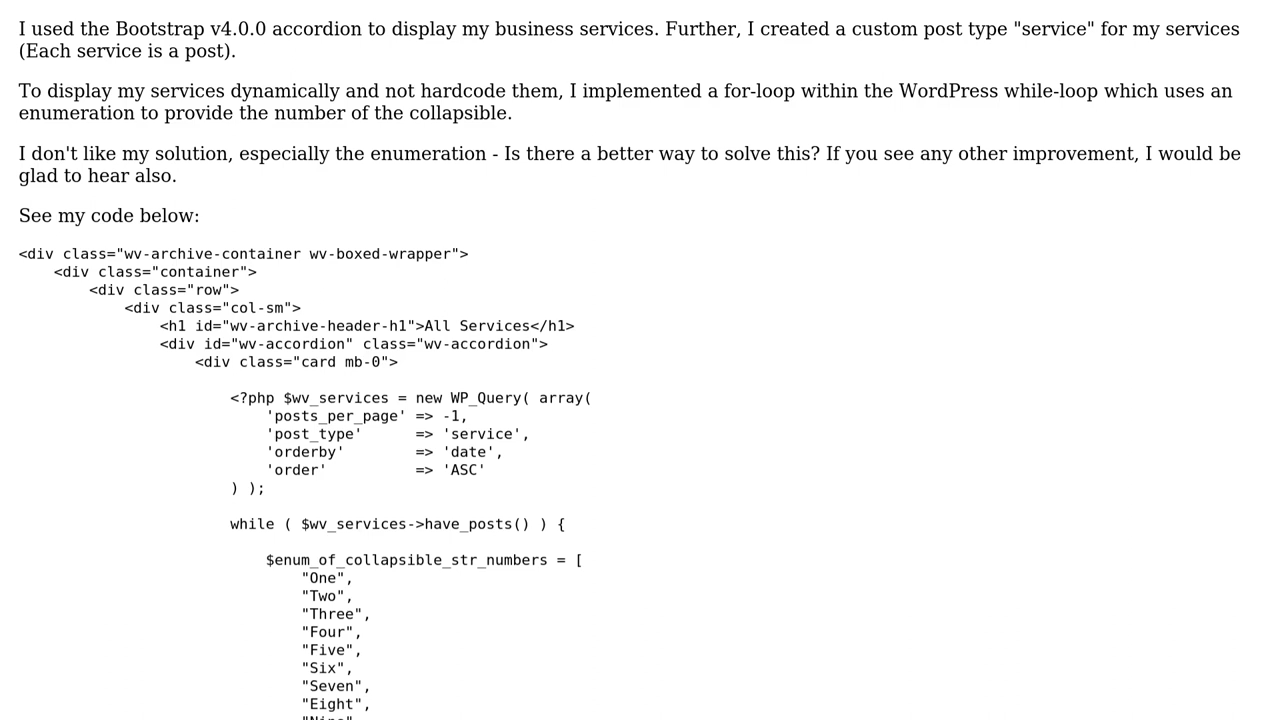 I used the Bootstrap v4.0.0 accordion to display my business services. Further, I created a custom post type "service" for my services
(Each service is a post).
To display my services dynamically and not hardcode them, I implemented a for-loop within the WordPress while-loop which uses an
enumeration to provide the number of the collapsible.
I don't like my solution, especially the enumeration - Is there a better way to solve this? If you see any other improvement, I would be
glad to hear also.
See my code below:
<div class="wv-archive-container wv-boxed-wrapper">
    <div class="container">
        <div class="row">
            <div class="col-sm">
                <h1 id="wv-archive-header-h1">All Services</h1>
                <div id="wv-accordion" class="wv-accordion">
                    <div class="card mb-0">
                        <?php $wv_services = new WP_Query( array(
                            'posts_per_page' => -1,
                            'post_type'      => 'service',
                            'orderby'        => 'date',
                            'order'          => 'ASC'
                        ) );
                        while ( $wv_services->have_posts() ) {
                            $enum_of_collapsible_str_numbers = [
                                "One",
                                "Two",
                                "Three",
                                "Four",
                                "Five",
                                "Six",
                                "Seven",
                                "Eight",